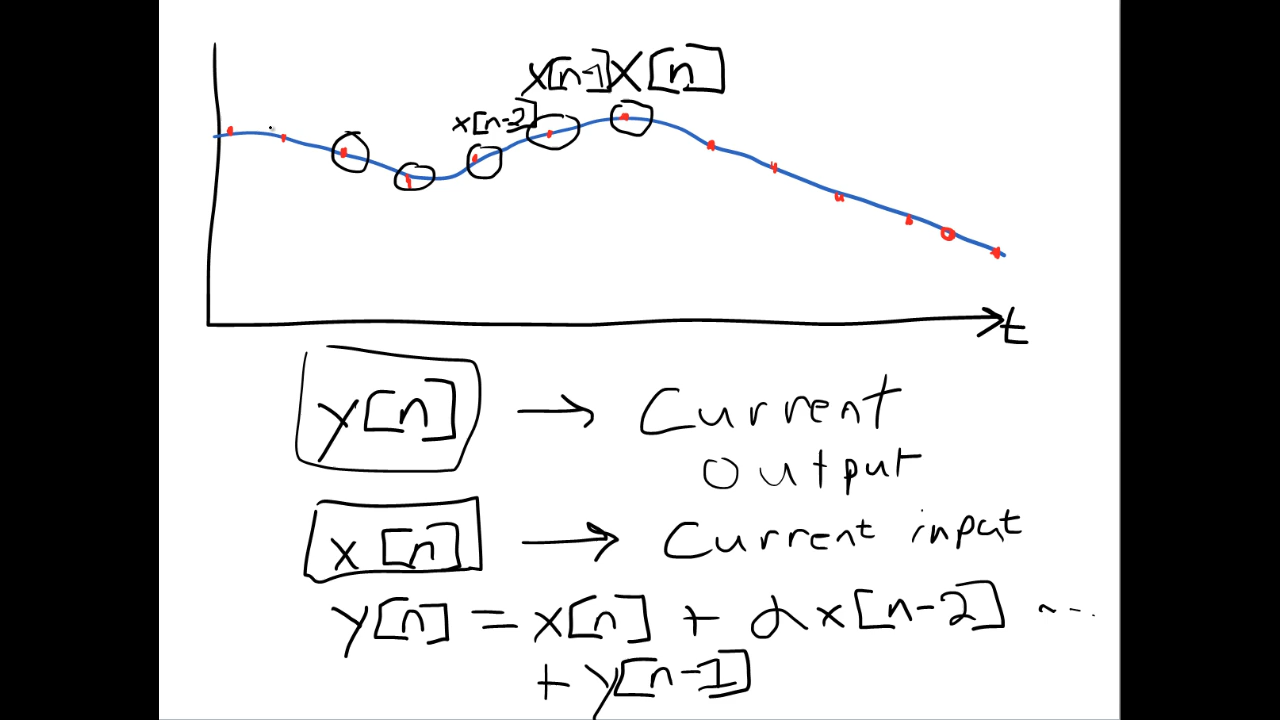 x[n-1] X[n]
x[n-2]
t
y[n] → Current
output
x[n] → Current input
y[n] = x[n] + αx[n-2] ~--.
+ y[n-1]